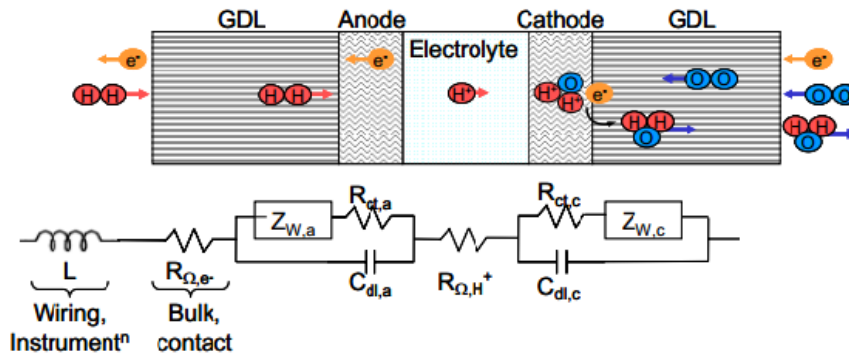 GDL Anode Cathode GDL
Electrolyte
e- e- e-
H H H H H+ H+ O H+ e- O O O O
H H O H H O
R_ct,a R_ct,c
Z_W,a Z_W,c
L R_Ω,e- C_dl,a R_Ω,H+ C_dl,c
Wiring, Bulk,
Instrument^n contact